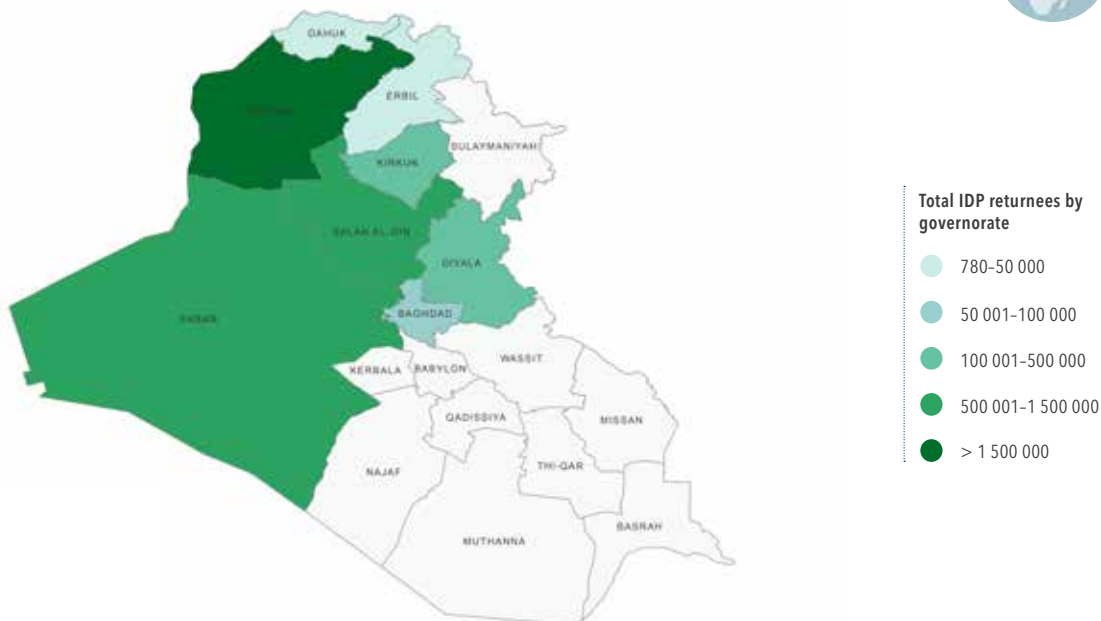 DAHUK
ERBIL
SULAYMANIYAH
KIRKUK
SALAH AL-DIN
DIYALA
ANBAR
BAGHDAD
WASSIT
KERBALA
BABYLON
QADISSIYA
MISSAN
THI-QAR
NAJAF
BASRAH
MUTHANNA
Total IDP returnees by
governorate
780–50 000
50 001–100 000
100 001–500 000
500 001–1 500 000
> 1 500 000